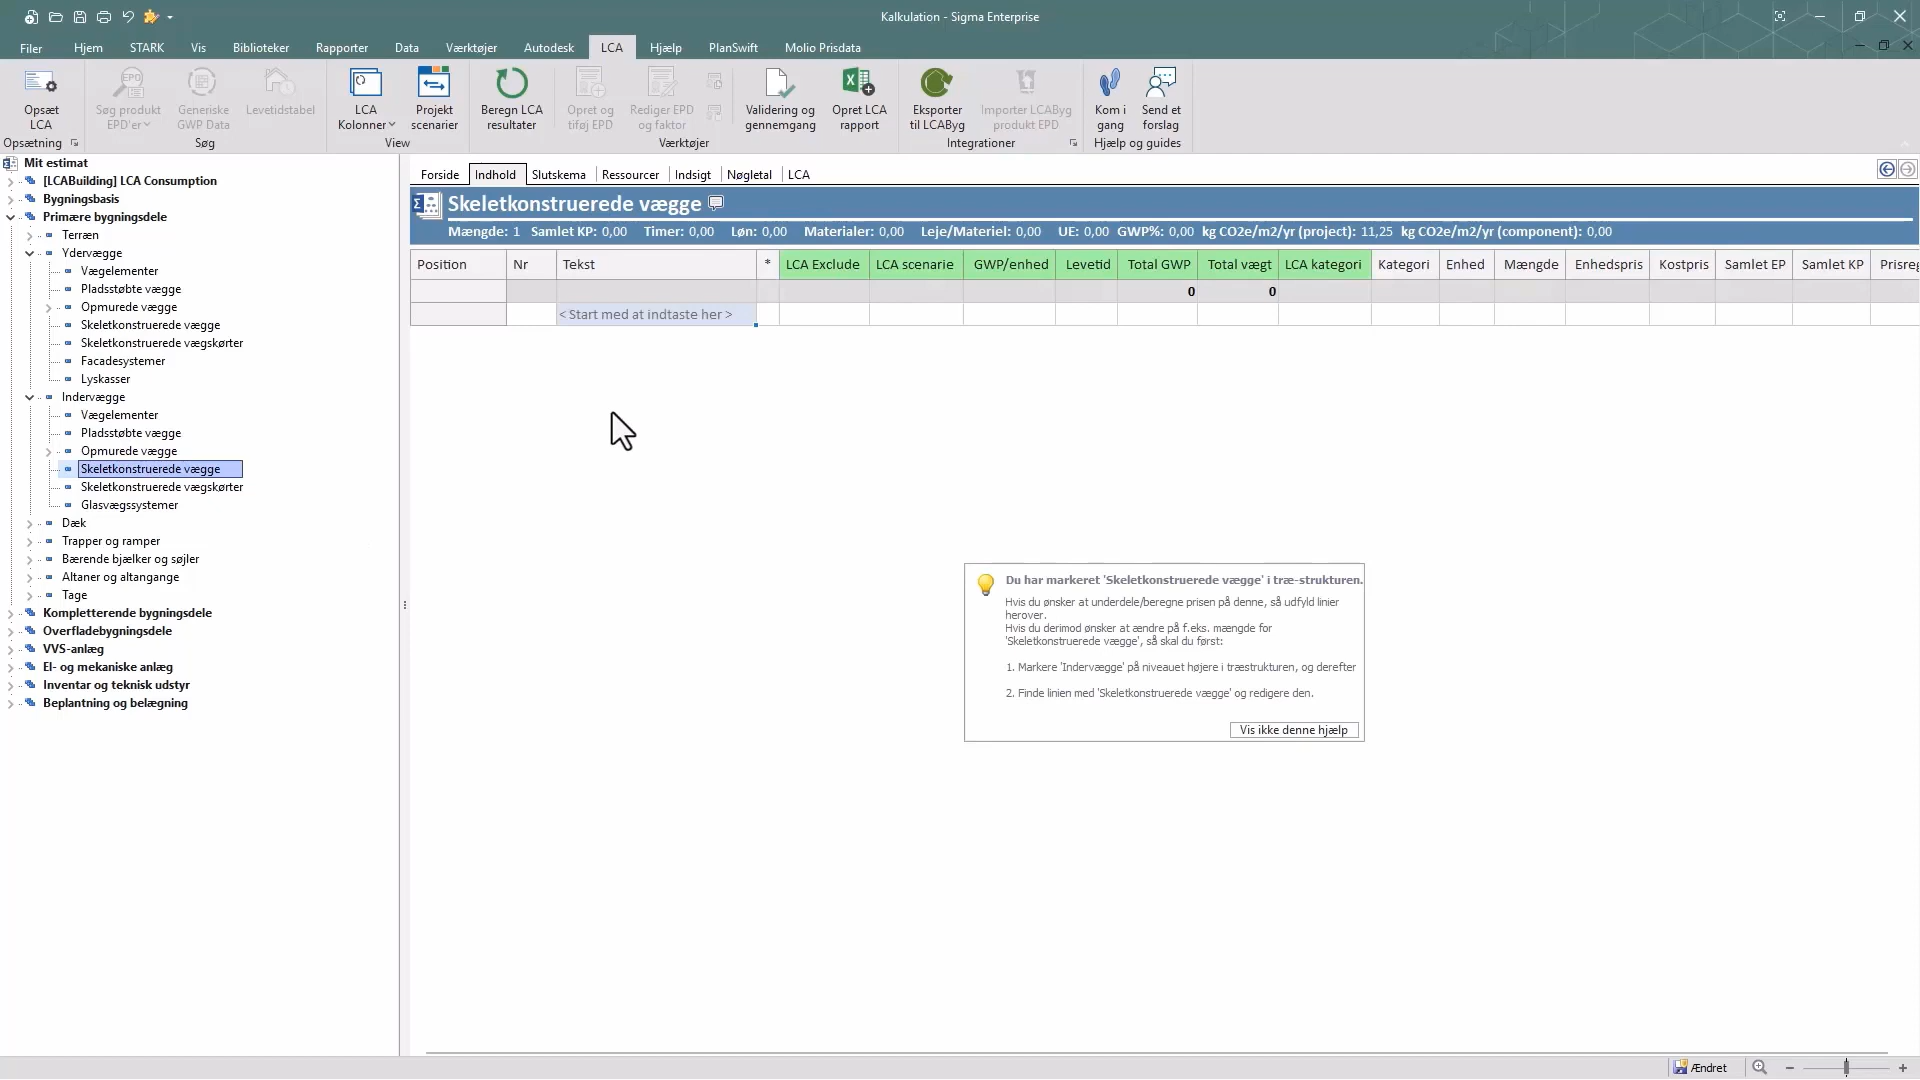 Kalkulation - Sigma Enterprise
Filer Hjem STARK Vis Biblioteker Rapporter Data Værktøjer Autodesk LCA Hjælp PlanSwift Molio Prisdata
Opsæt LCA
Søg produkt EPD'er
Generiske GWP Data
Levetidstabel
LCA Kolonner
Projekt scenarier
Beregn LCA resultater
Opret og tilføj EPD
Rediger EPD og faktor
Validering og gennemgang
Opret LCA rapport
Eksporter til LCAByg
Importer LCAByg produkt EPD
Kom i gang
Send et forslag
Opsætning Søg View Værktøjer Integrationer Hjælp og guides
Mit estimat
[LCABuilding] LCA Consumption
Bygningsbasis
Primære bygningsdele
Terræn
Ydervægge
Vægelementer
Pladsstøbte vægge
Opmurede vægge
Skeletkonstruerede vægge
Skeletkonstruerede vægskørter
Facadesystemer
Lyskasser
Indervægge
Vægelementer
Pladsstøbte vægge
Opmurede vægge
Skeletkonstruerede vægge
Skeletkonstruerede vægskørter
Glasvægssystemer
Dæk
Trapper og ramper
Bærende bjælker og søjler
Altaner og altangange
Tage
Kompletterende bygningsdele
Overfladebygningsdele
VVS-anlæg
El- og mekaniske anlæg
Inventar og teknisk udstyr
Beplantning og belægning
Forside Indhold Slutskema Ressourcer Indsigt Nøgletal LCA
Skeletkonstruerede vægge
Mængde: 1 Samlet KP: 0,00 Timer: 0,00 Løn: 0,00 Materialer: 0,00 Leje/Materiel: 0,00 UE: 0,00 GWP%: 0,00 kg CO2e/m2/yr (project): 11,25 kg CO2e/m2/yr (component): 0,00
Position Nr Tekst * LCA Exclude LCA scenarie GWP/enhed Levetid Total GWP Total vægt LCA kategori Kategori Enhed Mængde Enhedspris Kostpris Samlet EP Samlet KP Prisreg
0 0
< Start med at indtaste her >
Du har markeret 'Skeletkonstruerede vægge' i træ-strukturen.
Hvis du ønsker at underdele/beregne prisen på denne, så udfyld linier
herover.
Hvis du derimod ønsker at ændre på f.eks. mængde for
'Skeletkonstruerede vægge', så skal du først:
1. Markere 'Indervægge' på niveauet højere i træstrukturen, og derefter
2. Finde linien med 'Skeletkonstruerede vægge' og redigere den.
Vis ikke denne hjælp
Ændret